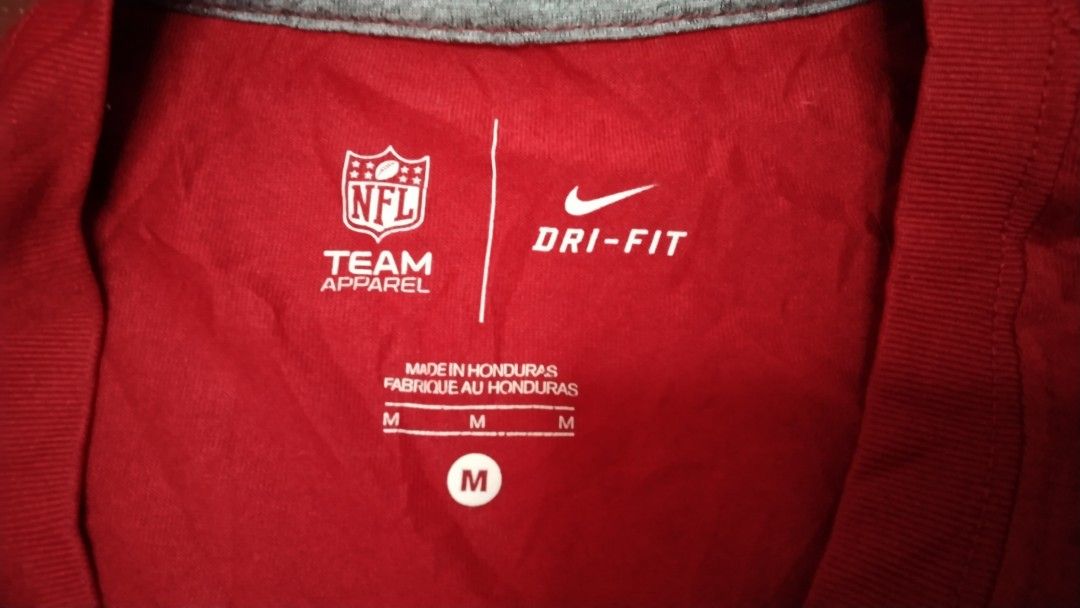 NFL
TEAM
APPAREL
DRI-FIT
MADE IN HONDURAS
FABRIQUE AU HONDURAS
M M M
M